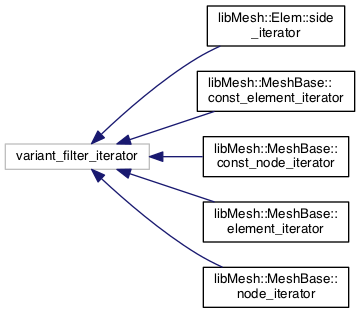 libMesh::Elem::side
_iterator
libMesh::MeshBase::
const_element_iterator
variant_filter_iterator
libMesh::MeshBase::
const_node_iterator
libMesh::MeshBase::
element_iterator
libMesh::MeshBase::
node_iterator